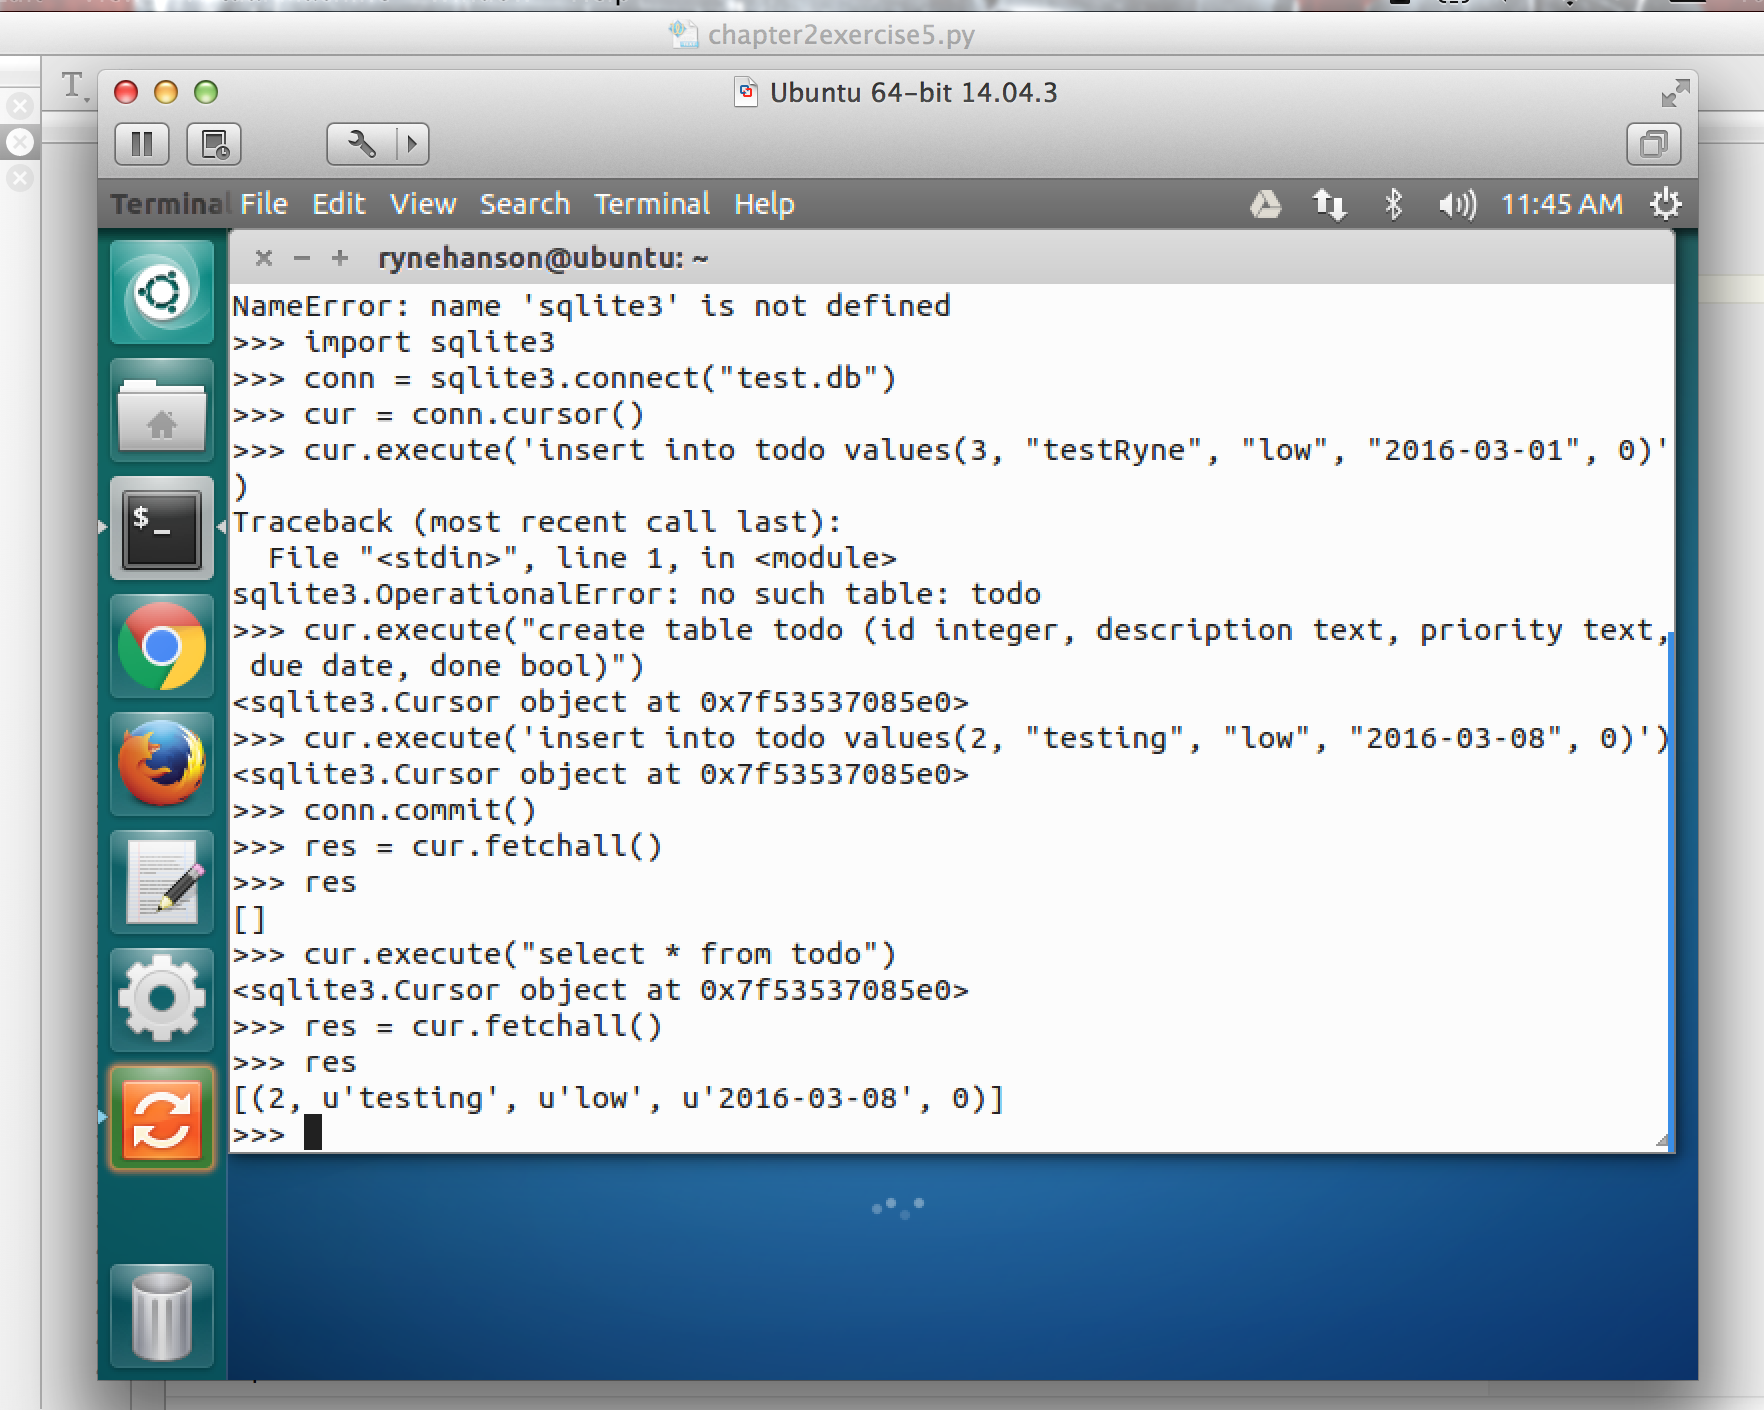 chapter2exercise5.py
Ubuntu 64-bit 14.04.3
Terminal File Edit View Search Terminal Help 11:45 AM
rynehanson@ubuntu: ~
NameError: name 'sqlite3' is not defined
>>> import sqlite3
>>> conn = sqlite3.connect("test.db")
>>> cur = conn.cursor()
>>> cur.execute('insert into todo values(3, "testRyne", "low", "2016-03-01", 0)'
)
Traceback (most recent call last):
  File "<stdin>", line 1, in <module>
sqlite3.OperationalError: no such table: todo
>>> cur.execute("create table todo (id integer, description text, priority text,
 due date, done bool)")
<sqlite3.Cursor object at 0x7f53537085e0>
>>> cur.execute('insert into todo values(2, "testing", "low", "2016-03-08", 0)')
<sqlite3.Cursor object at 0x7f53537085e0>
>>> conn.commit()
>>> res = cur.fetchall()
>>> res
[]
>>> cur.execute("select * from todo")
<sqlite3.Cursor object at 0x7f53537085e0>
>>> res = cur.fetchall()
>>> res
[(2, u'testing', u'low', u'2016-03-08', 0)]
>>>